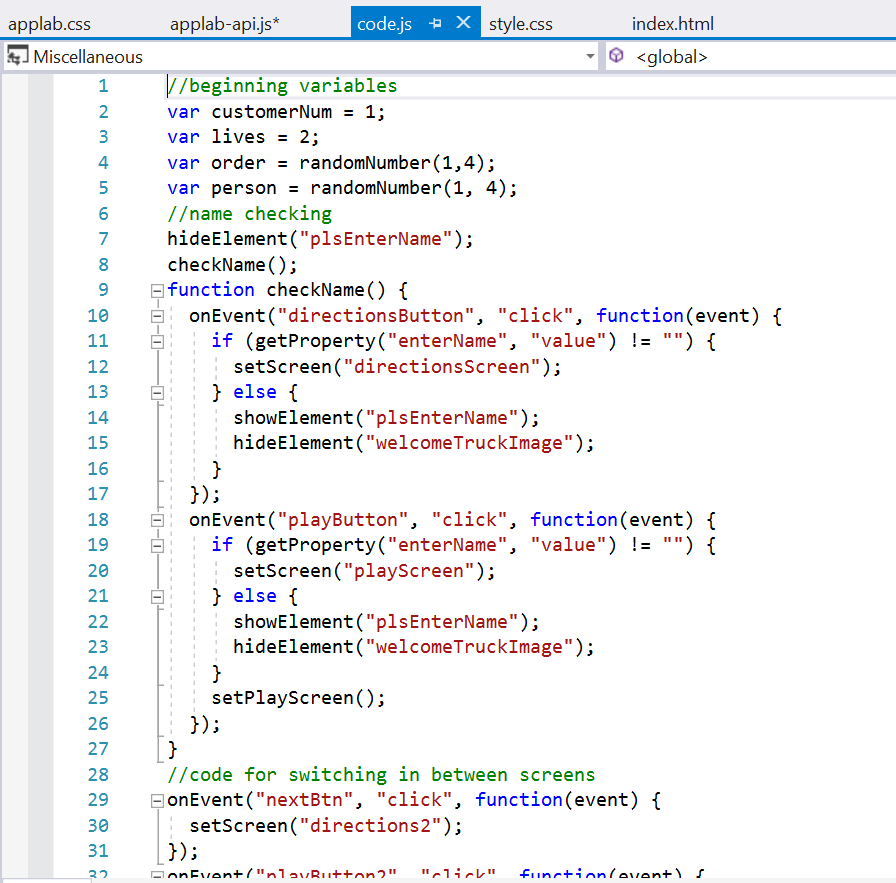 applab.css applab-api.js* code.js style.css index.html
Miscellaneous <global>
1 //beginning variables
2 var customerNum = 1;
3 var lives = 2;
4 var order = randomNumber(1,4);
5 var person = randomNumber(1, 4);
6 //name checking
7 hideElement("plsEnterName");
8 checkName();
9 function checkName() {
10 onEvent("directionsButton", "click", function(event) {
11 if (getProperty("enterName", "value") != "") {
12 setScreen("directionsScreen");
13 } else {
14 showElement("plsEnterName");
15 hideElement("welcomeTruckImage");
16 }
17 });
18 onEvent("playButton", "click", function(event) {
19 if (getProperty("enterName", "value") != "") {
20 setScreen("playScreen");
21 } else {
22 showElement("plsEnterName");
23 hideElement("welcomeTruckImage");
24 }
25 setPlayScreen();
26 });
27 }
28 //code for switching in between screens
29 onEvent("nextBtn", "click", function(event) {
30 setScreen("directions2");
31 });
32 onEvent("playButton2", "click", function(event) {